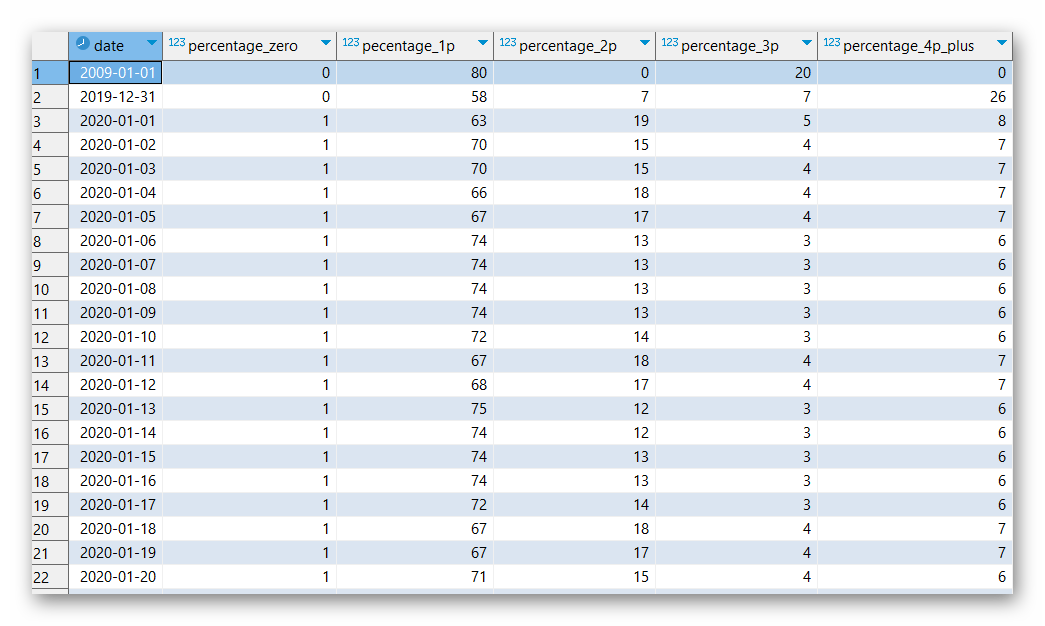 date 123 percentage_zero 123 pecentage_1p 123 percentage_2p 123 percentage_3p 123 percentage_4p_plus
1 2009-01-01 0 80 0 20 0
2 2019-12-31 0 58 7 7 26
3 2020-01-01 1 63 19 5 8
4 2020-01-02 1 70 15 4 7
5 2020-01-03 1 70 15 4 7
6 2020-01-04 1 66 18 4 7
7 2020-01-05 1 67 17 4 7
8 2020-01-06 1 74 13 3 6
9 2020-01-07 1 74 13 3 6
10 2020-01-08 1 74 13 3 6
11 2020-01-09 1 74 13 3 6
12 2020-01-10 1 72 14 3 6
13 2020-01-11 1 67 18 4 7
14 2020-01-12 1 68 17 4 7
15 2020-01-13 1 75 12 3 6
16 2020-01-14 1 74 12 3 6
17 2020-01-15 1 74 13 3 6
18 2020-01-16 1 74 13 3 6
19 2020-01-17 1 72 14 3 6
20 2020-01-18 1 67 18 4 7
21 2020-01-19 1 67 17 4 7
22 2020-01-20 1 71 15 4 6